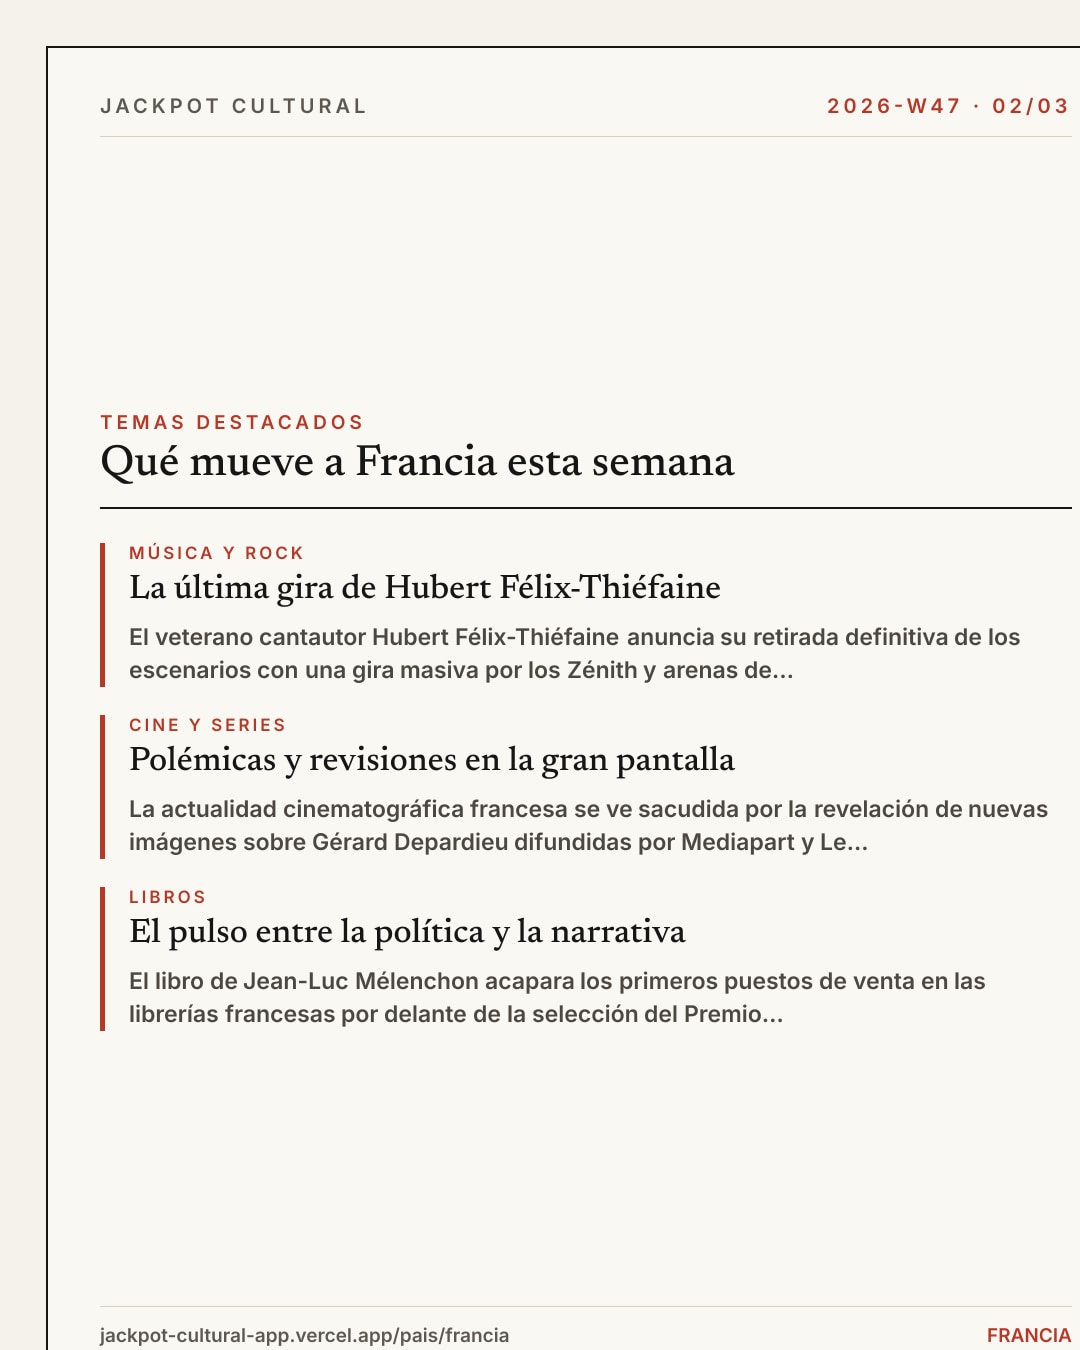 JACKPOT CULTURAL
2026-W47 · 02/03
TEMAS DESTACADOS
Qué mueve a Francia esta semana
MÚSICA Y ROCK
La última gira de Hubert Félix-Thiéfaine
El veterano cantautor Hubert Félix-Thiéfaine anuncia su retirada definitiva de los
escenarios con una gira masiva por los Zénith y arenas de...
CINE Y SERIES
Polémicas y revisiones en la gran pantalla
La actualidad cinematográfica francesa se ve sacudida por la revelación de nuevas
imágenes sobre Gérard Depardieu difundidas por Mediapart y Le...
LIBROS
El pulso entre la política y la narrativa
El libro de Jean-Luc Mélenchon acapara los primeros puestos de venta en las
librerías francesas por delante de la selección del Premio...
jackpot-cultural-app.vercel.app/pais/francia
FRANCIA